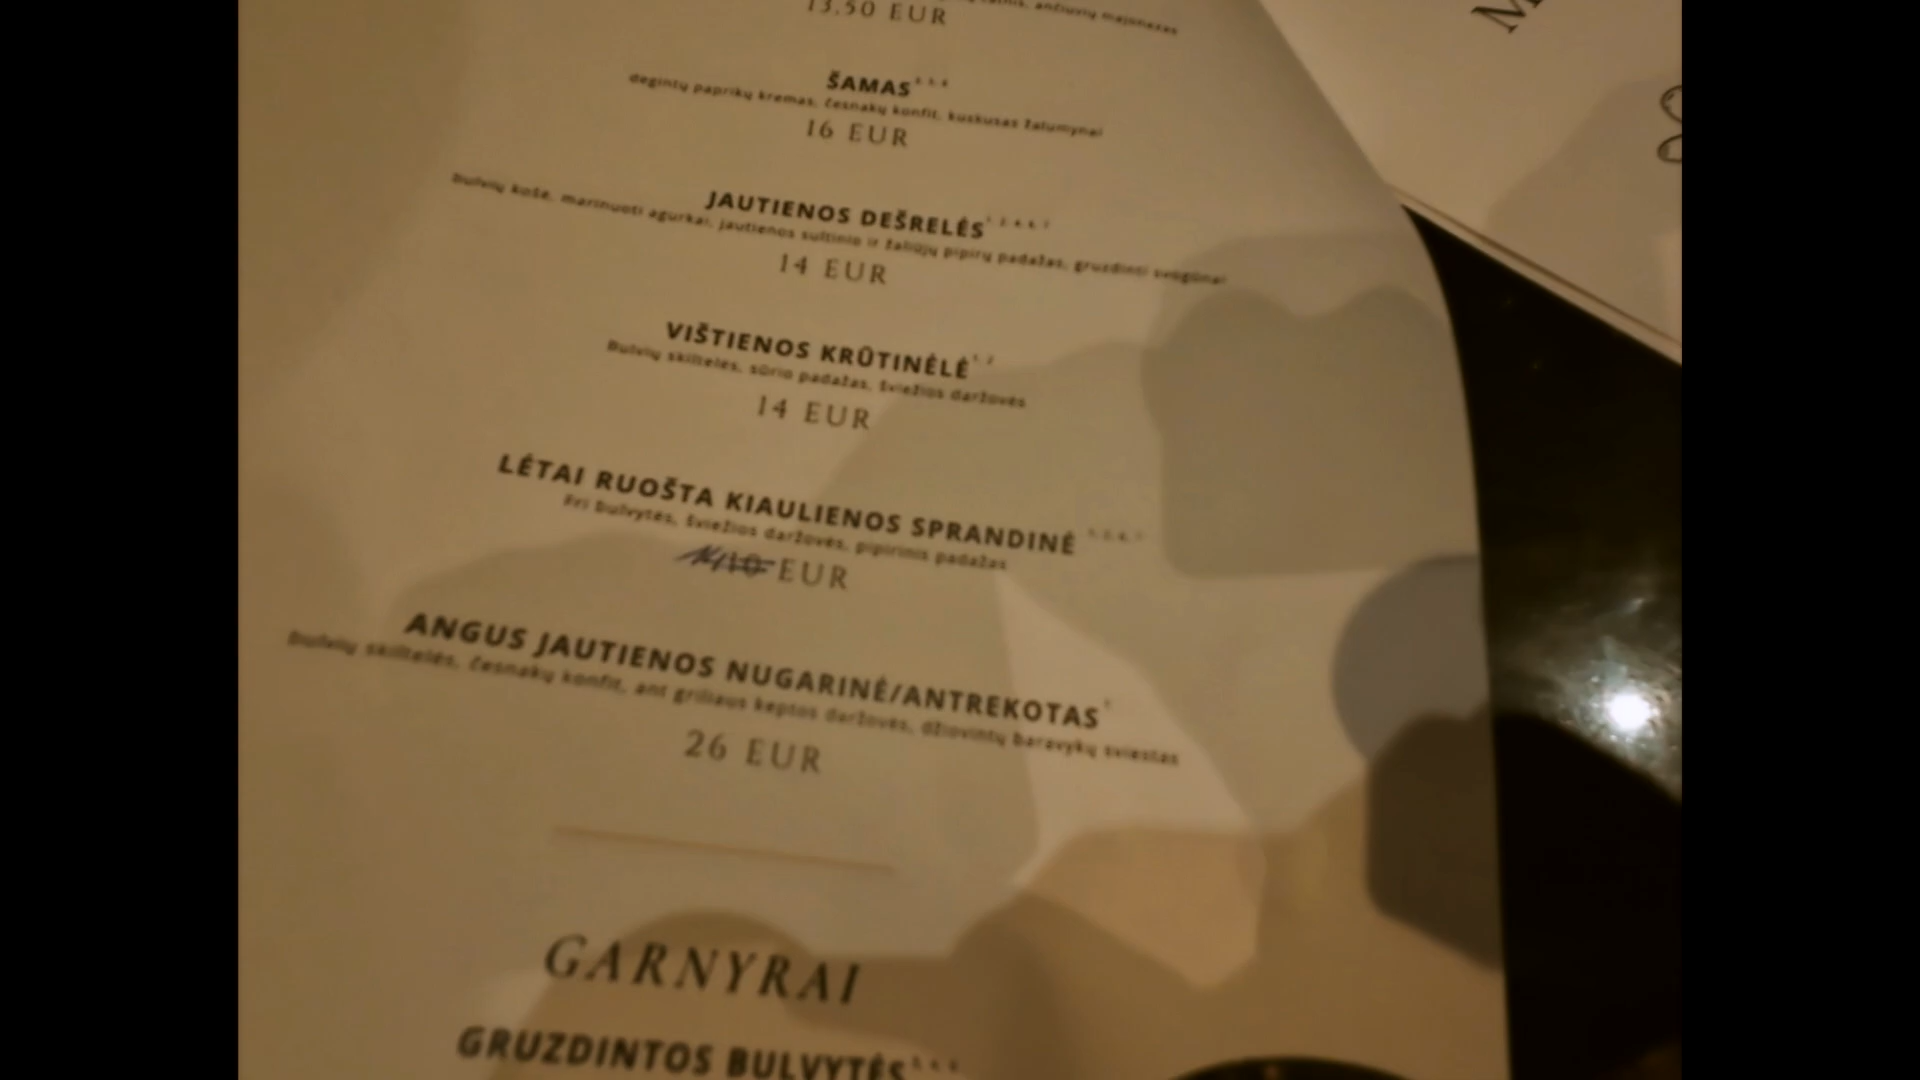 ančiuvių majonezas
13.50 EUR
ŠAMAS
degintų paprikų kremas, česnakų konfit, kuskusas žalumynai
16 EUR
JAUTIENOS DEŠRELĖS
Bulvių košė, marinuoti agurkai, jautienos sultinio ir žaliųjų pipirų padažas, gruzdinti svogūnai
14 EUR
VIŠTIENOS KRŪTINĖLĖ
Bulvių skiltelės, sūrio padažas, šviežios daržovės
14 EUR
LĖTAI RUOŠTA KIAULIENOS SPRANDINĖ
Fri bulvytės, šviežios daržovės, pipirinis padažas
EUR
ANGUS JAUTIENOS NUGARINĖ/ANTREKOTAS
Bulvių skiltelės, česnakų konfit, ant griliaus keptos daržovės, džiovintų baravykų sviestas
26 EUR
GARNYRAI
GRUZDINTOS BULVYTĖS
M